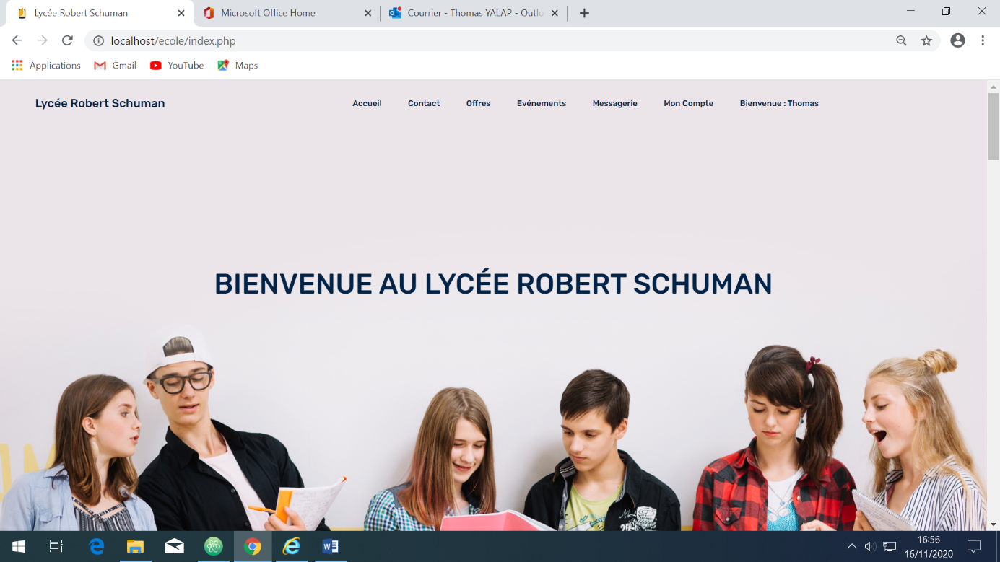 Lycée Robert Schuman
Microsoft Office Home
Courrier - Thomas YALAP - Outlo
localhost/ecole/index.php
Applications
Gmail
YouTube
Maps
Lycée Robert Schuman
Accueil
Contact
Offres
Evénements
Messagerie
Mon Compte
Bienvenue : Thomas
BIENVENUE AU LYCÉE ROBERT SCHUMAN
16:56
16/11/2020